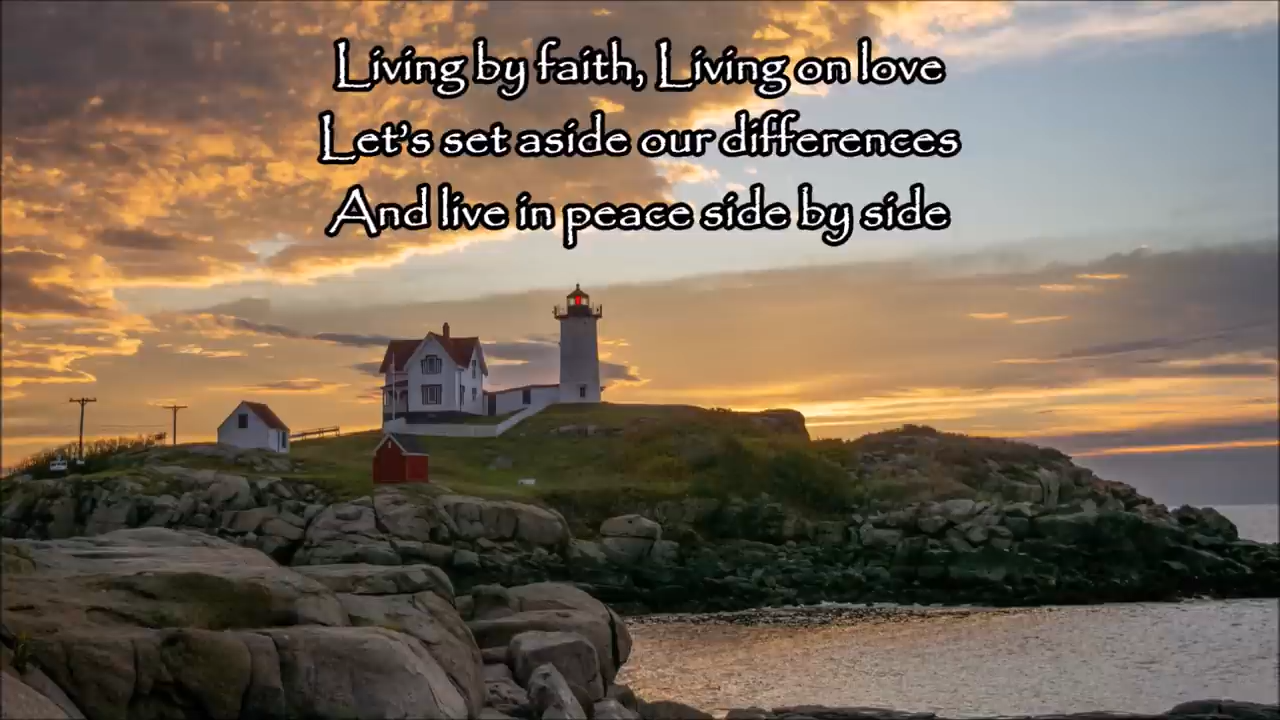 Living by faith, Living on love
Let's set aside our differences
And live in peace side by side